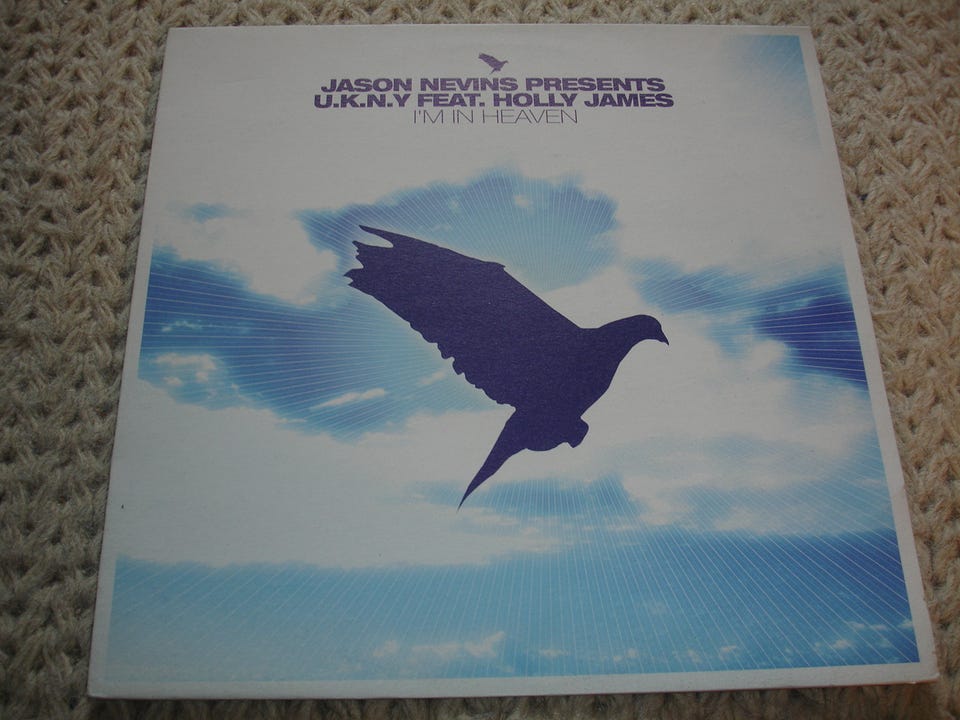 JASON NEVINS PRESENTS
U.K.N.Y FEAT. HOLLY JAMES
I'M IN HEAVEN